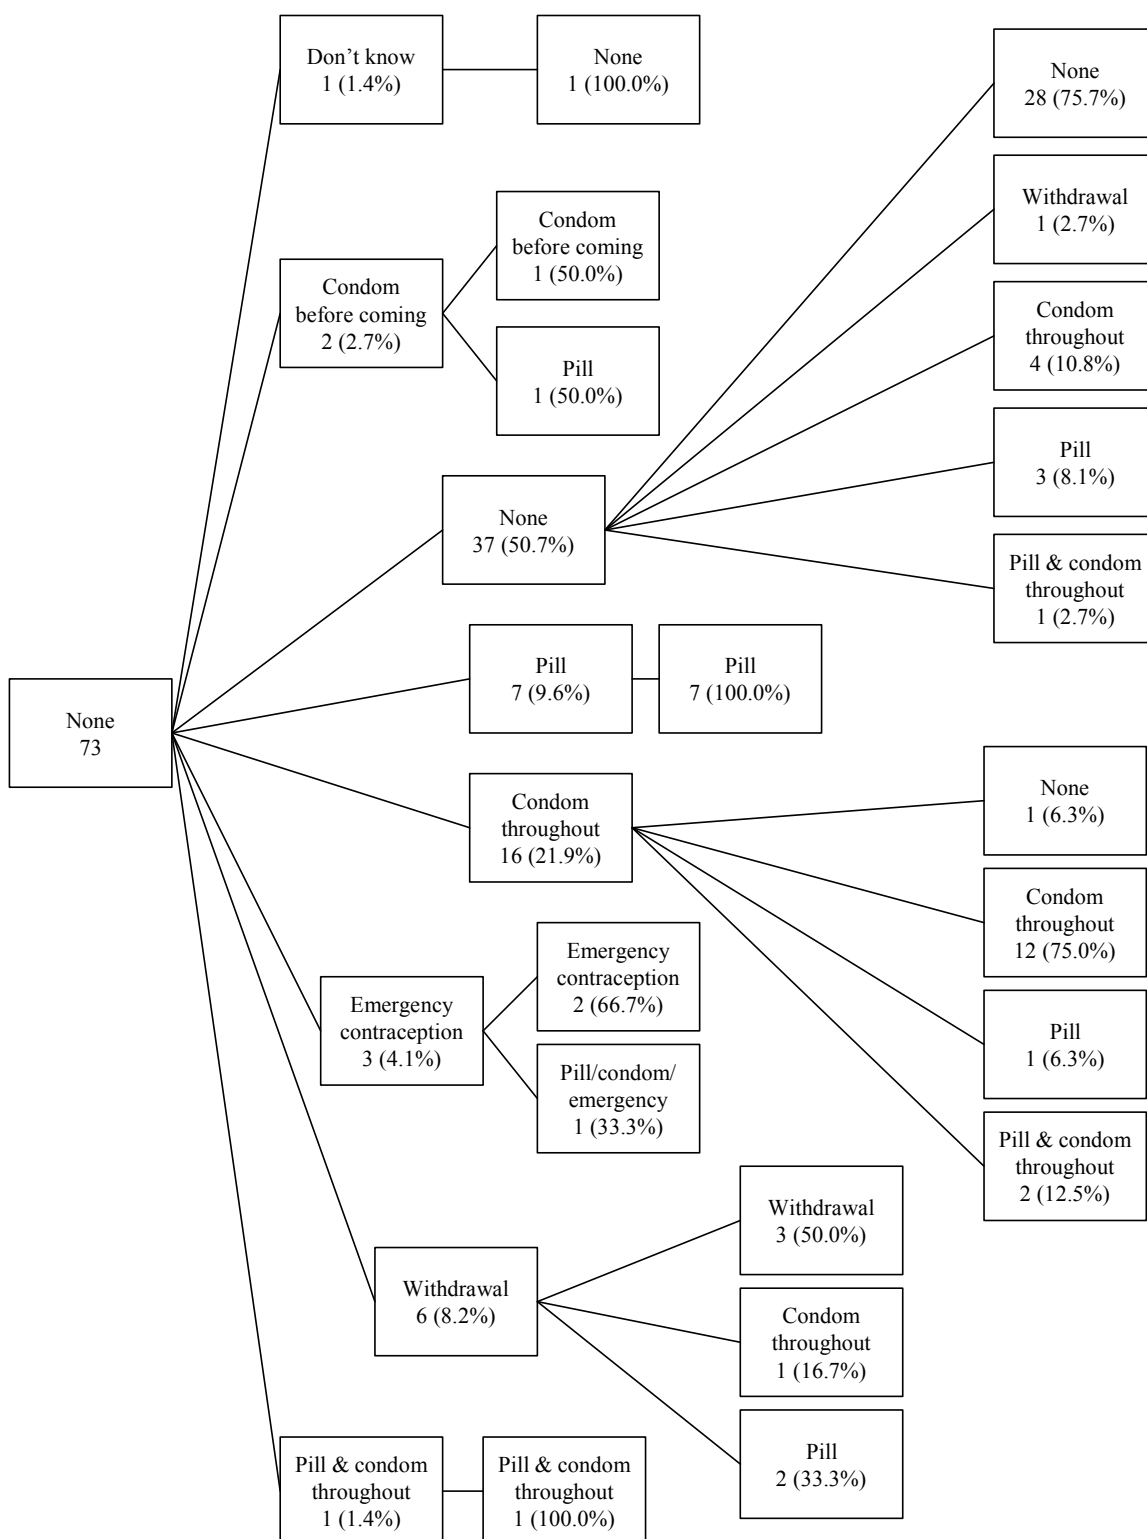 None
73
Don’t know
1 (1.4%)
None
1 (100.0%)
Condom
before coming
2 (2.7%)
Condom
before coming
1 (50.0%)
Pill
1 (50.0%)
None
37 (50.7%)
None
28 (75.7%)
Withdrawal
1 (2.7%)
Condom
throughout
4 (10.8%)
Pill
3 (8.1%)
Pill & condom
throughout
1 (2.7%)
Pill
7 (9.6%)
Pill
7 (100.0%)
Condom
throughout
16 (21.9%)
None
1 (6.3%)
Condom
throughout
12 (75.0%)
Pill
1 (6.3%)
Pill & condom
throughout
2 (12.5%)
Emergency
contraception
3 (4.1%)
Emergency
contraception
2 (66.7%)
Pill/condom/
emergency
1 (33.3%)
Withdrawal
6 (8.2%)
Withdrawal
3 (50.0%)
Condom
throughout
1 (16.7%)
Pill
2 (33.3%)
Pill & condom
throughout
1 (1.4%)
Pill & condom
throughout
1 (100.0%)